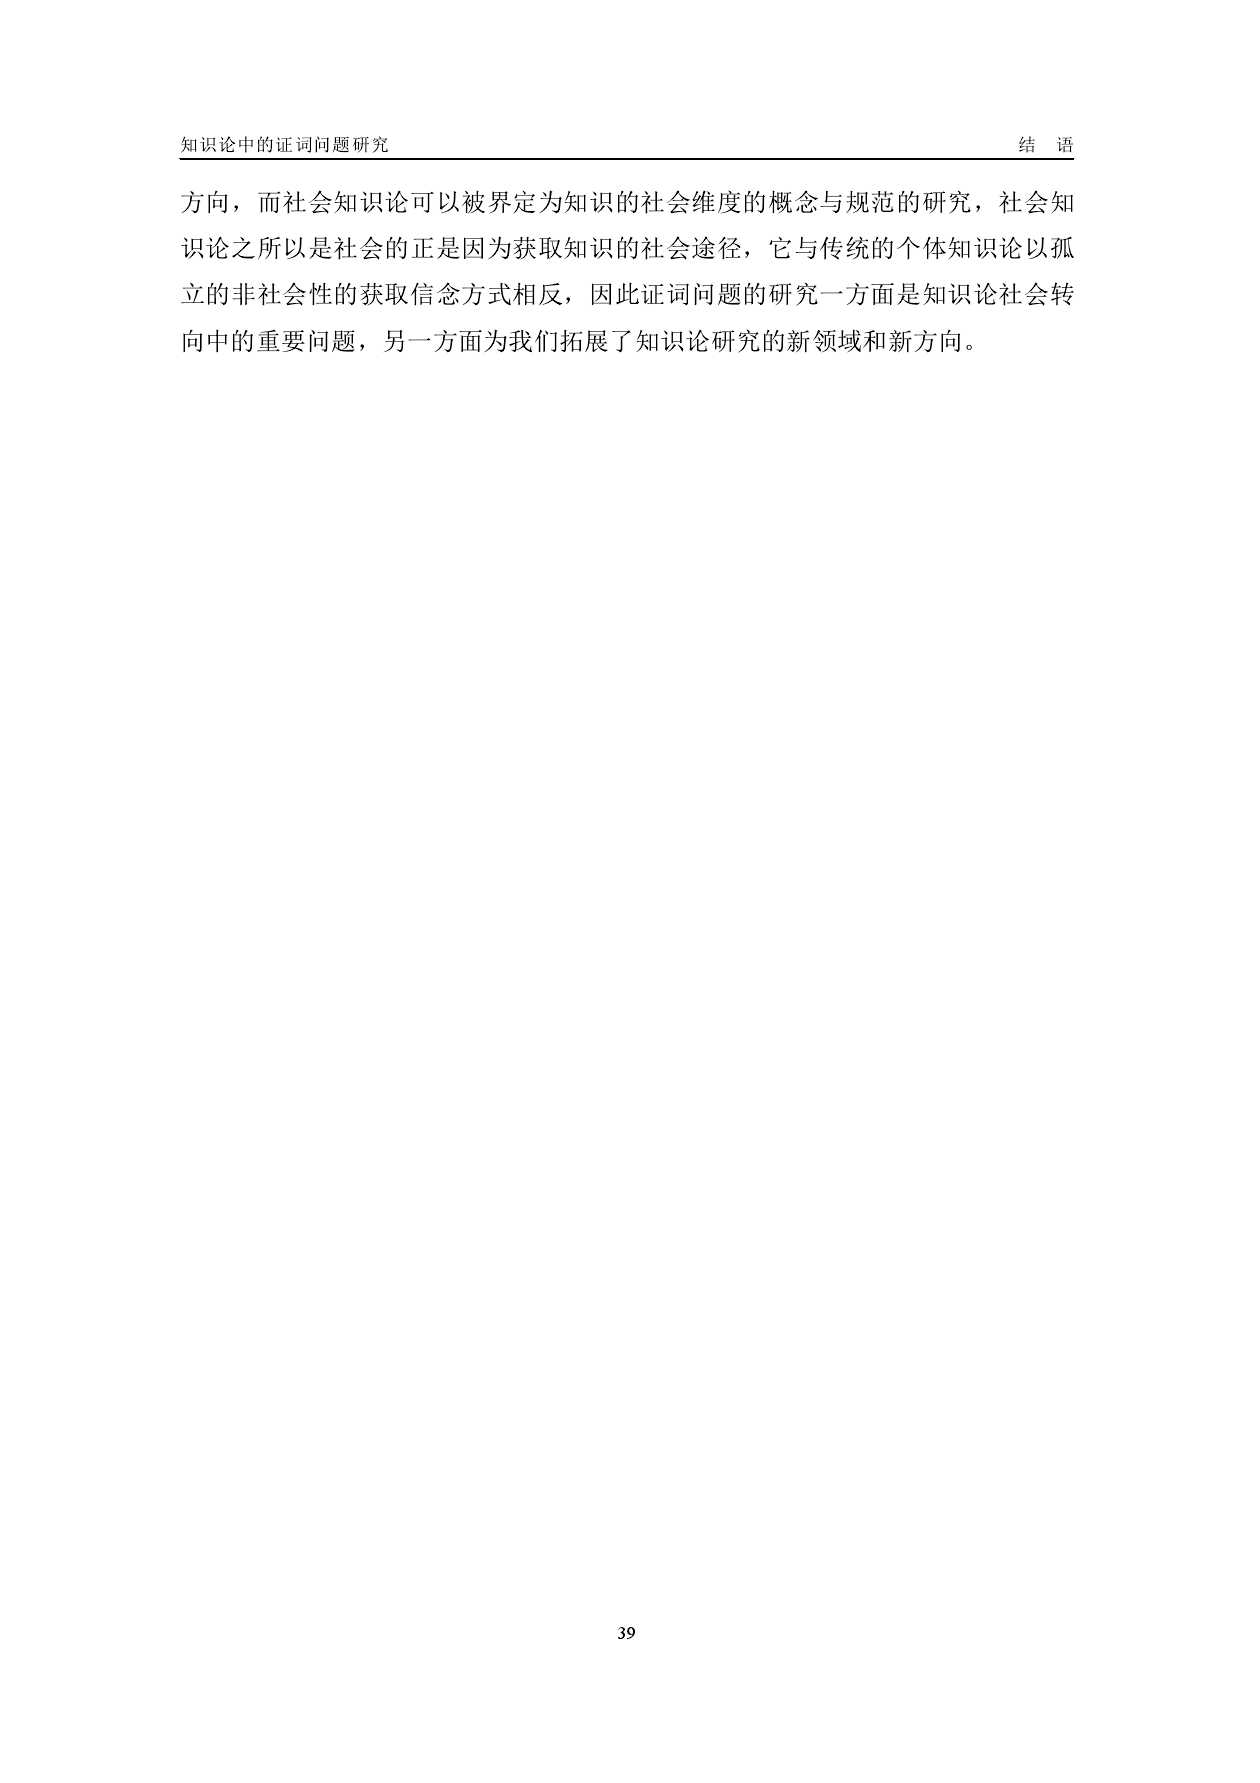 知识论中的证词问题研究 结 语
方向，而社会知识论可以被界定为知识的社会维度的概念与规范的研究，社会知
识论之所以是社会的正是因为获取知识的社会途径，它与传统的个体知识论以孤
立的非社会性的获取信念方式相反，因此证词问题的研究一方面是知识论社会转
向中的重要问题，另一方面为我们拓展了知识论研究的新领域和新方向。
39